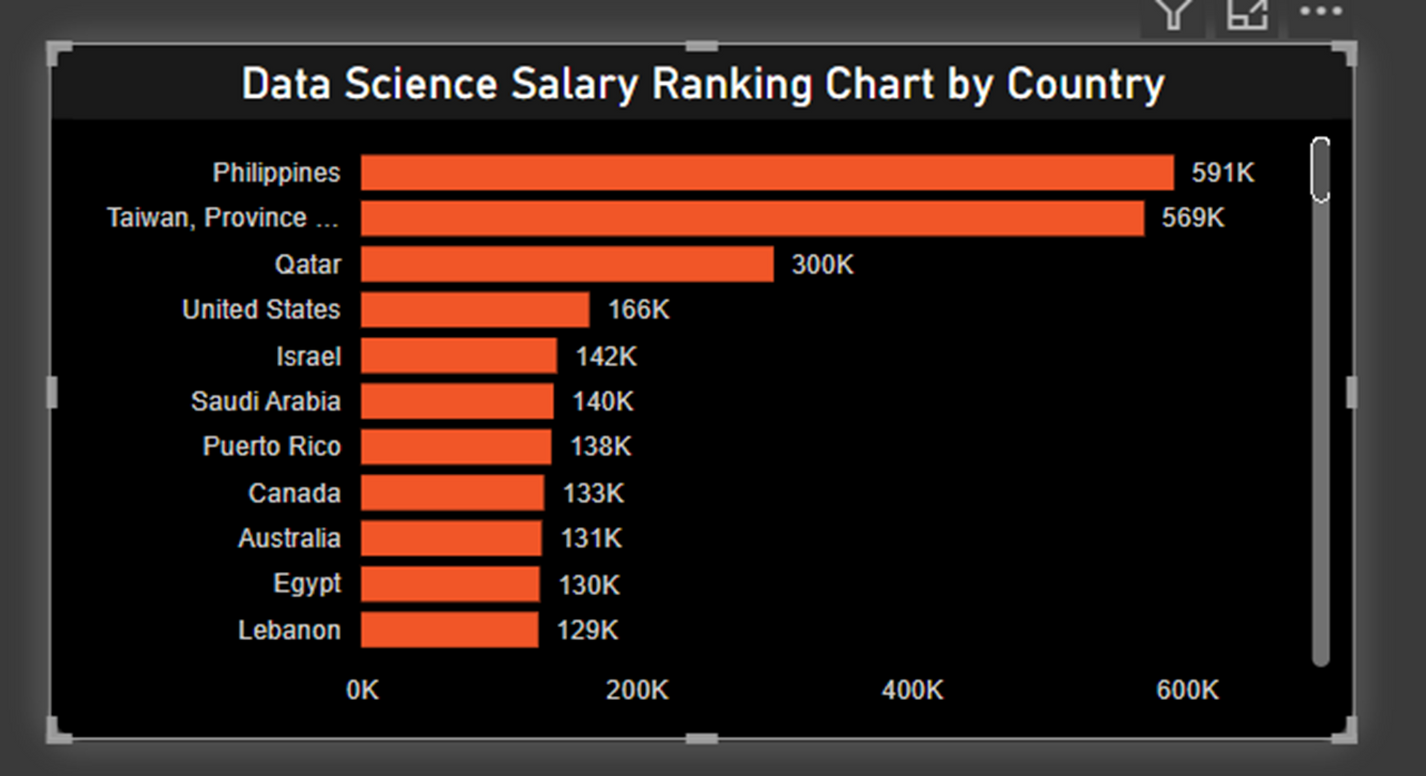 Data Science Salary Ranking Chart by Country
Philippines 591K
Taiwan, Province ... 569K
Qatar 300K
United States 166K
Israel 142K
Saudi Arabia 140K
Puerto Rico 138K
Canada 133K
Australia 131K
Egypt 130K
Lebanon 129K
0K 200K 400K 600K